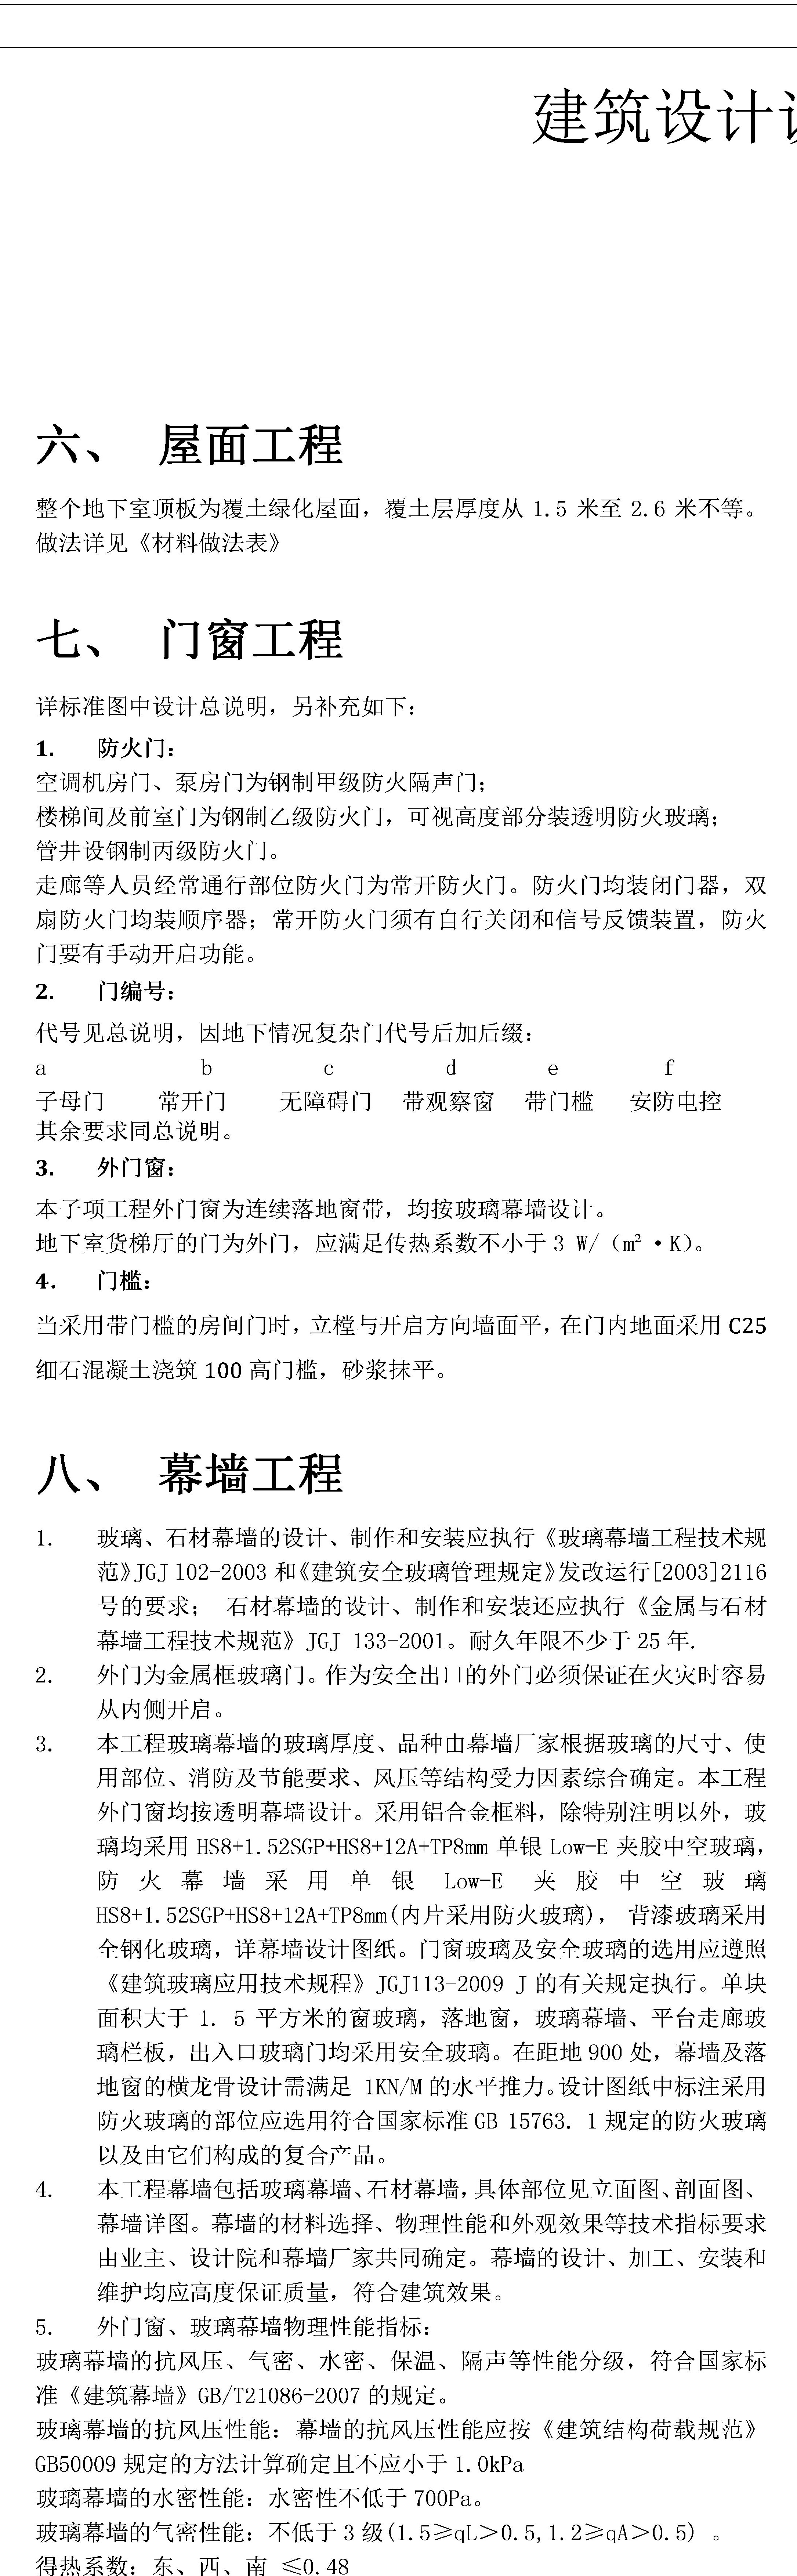 建筑设计
六、 屋面工程
整个地下室顶板为覆土绿化屋面，覆土层厚度从 1.5 米至 2.6 米不等。
做法详见《材料做法表》
七、 门窗工程
详标准图中设计总说明，另补充如下：
1. 防火门：
空调机房门、泵房门为钢制甲级防火隔声门；
楼梯间及前室门为钢制乙级防火门，可视高度部分装透明防火玻璃；
管井设钢制丙级防火门。
走廊等人员经常通行部位防火门为常开防火门。防火门均装闭门器，双
扇防火门均装顺序器；常开防火门须有自行关闭和信号反馈装置，防火
门要有手动开启功能。
2. 门编号：
代号见总说明，因地下情况复杂门代号后加后缀：
a b c d e f
子母门 常开门 无障碍门 带观察窗 带门槛 安防电控
其余要求同总说明。
3. 外门窗：
本子项工程外门窗为连续落地窗带，均按玻璃幕墙设计。
地下室货梯厅的门为外门，应满足传热系数不小于 3 W/（m²·K）。
4. 门槛：
当采用带门槛的房间门时，立樘与开启方向墙面平，在门内地面采用 C25
细石混凝土浇筑 100 高门槛，砂浆抹平。
八、 幕墙工程
1. 玻璃、石材幕墙的设计、制作和安装应执行《玻璃幕墙工程技术规
范》JGJ 102-2003 和《建筑安全玻璃管理规定》发改运行[2003]2116
号的要求； 石材幕墙的设计、制作和安装还应执行《金属与石材
幕墙工程技术规范》JGJ 133-2001。耐久年限不少于 25 年.
2. 外门为金属框玻璃门。作为安全出口的外门必须保证在火灾时容易
从内侧开启。
3. 本工程玻璃幕墙的玻璃厚度、品种由幕墙厂家根据玻璃的尺寸、使
用部位、消防及节能要求、风压等结构受力因素综合确定。本工程
外门窗均按透明幕墙设计。采用铝合金框料，除特别注明以外，玻
璃均采用 HS8+1.52SGP+HS8+12A+TP8mm 单银 Low-E 夹胶中空玻璃，
防火幕墙采用单银 Low-E 夹胶中空玻璃
HS8+1.52SGP+HS8+12A+TP8mm(内片采用防火玻璃)， 背漆玻璃采用
全钢化玻璃，详幕墙设计图纸。门窗玻璃及安全玻璃的选用应遵照
《建筑玻璃应用技术规程》JGJ113-2009 J 的有关规定执行。单块
面积大于 1. 5 平方米的窗玻璃，落地窗，玻璃幕墙、平台走廊玻
璃栏板，出入口玻璃门均采用安全玻璃。在距地 900 处，幕墙及落
地窗的横龙骨设计需满足 1KN/M 的水平推力。设计图纸中标注采用
防火玻璃的部位应选用符合国家标准 GB 15763. 1 规定的防火玻璃
以及由它们构成的复合产品。
4. 本工程幕墙包括玻璃幕墙、石材幕墙，具体部位见立面图、剖面图、
幕墙详图。幕墙的材料选择、物理性能和外观效果等技术指标要求
由业主、设计院和幕墙厂家共同确定。幕墙的设计、加工、安装和
维护均应高度保证质量，符合建筑效果。
5. 外门窗、玻璃幕墙物理性能指标：
玻璃幕墙的抗风压、气密、水密、保温、隔声等性能分级，符合国家标
准《建筑幕墙》GB/T21086-2007 的规定。
玻璃幕墙的抗风压性能：幕墙的抗风压性能应按《建筑结构荷载规范》
GB50009 规定的方法计算确定且不应小于 1.0kPa
玻璃幕墙的水密性能：水密性不低于 700Pa。
玻璃幕墙的气密性能：不低于 3 级(1.5≥qL＞0.5,1.2≥qA＞0.5) 。
得热系数：东、西、南 ≤0.48